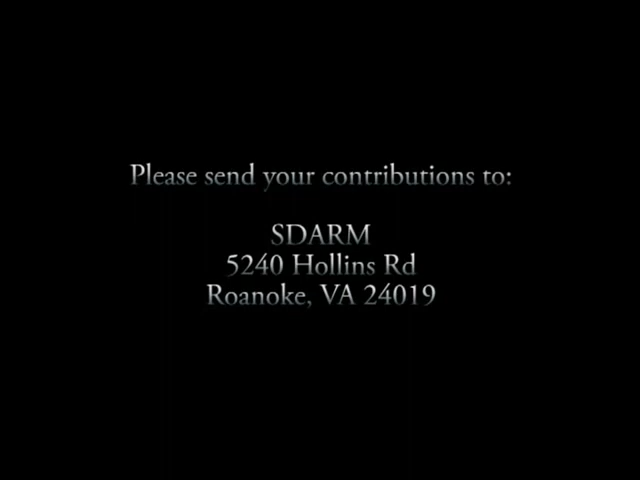 Please send your contributions to:
SDARM
5240 Hollins Rd
Roanoke, VA 24019